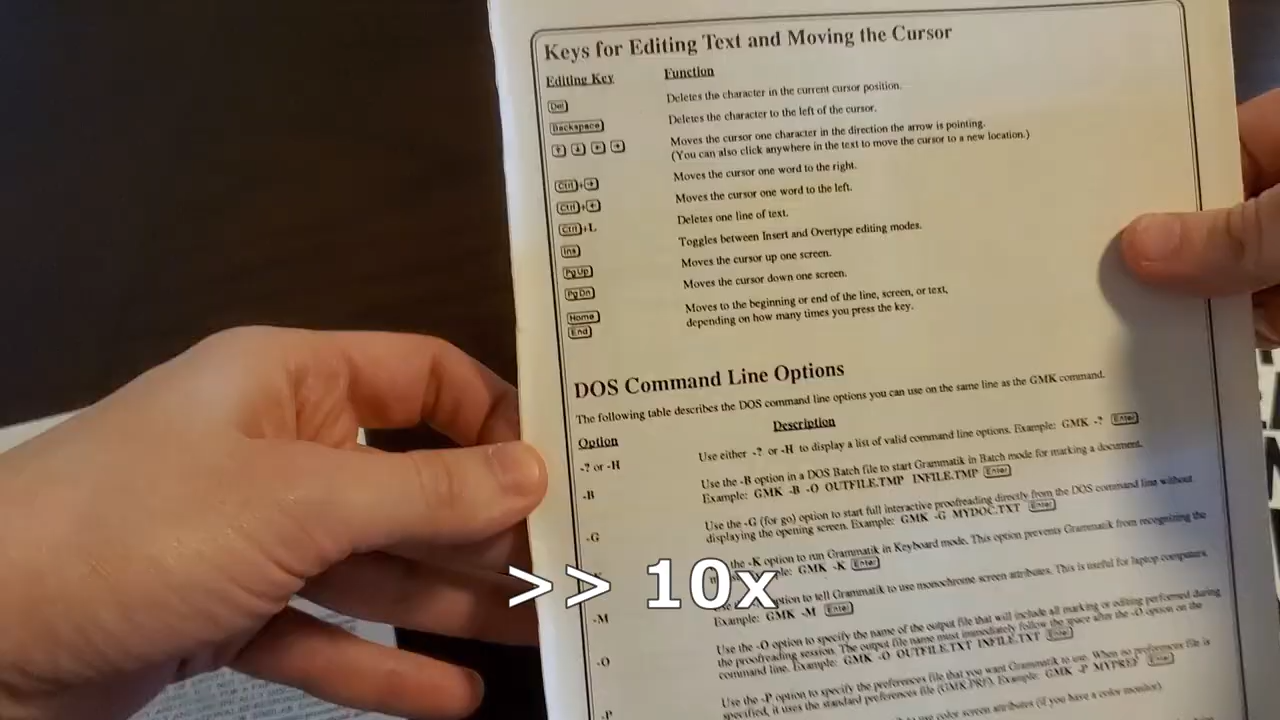 Keys for Editing Text and Moving the Cursor
Editing Key Function
Del Deletes the character in the current cursor position.
Backspace Deletes the character to the left of the cursor.
↑ ↓ ← → Moves the cursor one character in the direction the arrow is pointing.
(You can also click anywhere in the text to move the cursor to a new location.)
Ctrl+→ Moves the cursor one word to the right.
Ctrl+← Moves the cursor one word to the left.
Ctrl+L Deletes one line of text.
Ins Toggles between Insert and Overtype editing modes.
PgUp Moves the cursor up one screen.
PgDn Moves the cursor down one screen.
Home Moves to the beginning or end of the line, screen, or text,
End depending on how many times you press the key.
DOS Command Line Options
The following table describes the DOS command line options you can use on the same line as the GMK command.
Option Description
-? or -H Use either -? or -H to display a list of valid command line options. Example: GMK -? Enter
-B Use the -B option in a DOS Batch file to start Grammatik in Batch mode for marking a document.
Example: GMK -B -O OUTFILE.TMP INFILE.TMP Enter
-G Use the -G (for go) option to start full interactive proofreading directly from the DOS command line without
displaying the opening screen. Example: GMK -G MYDOC.TXT Enter
the -K option to run Grammatik in Keyboard mode. This option prevents Grammatik from recognizing the
GMK -K Enter
>> 10x
-M option to tell Grammatik to use monochrome screen attributes. This is useful for laptop computers.
Example: GMK -M Enter
-O Use the -O option to specify the name of the output file that will include all marking or editing performed during
the proofreading session. The output file name must immediately follow the space after the -O option on the
command line. Example: GMK -O OUTFILE.TXT INFILE.TXT Enter
-P Use the -P option to specify the preferences file that you want Grammatik to use. When no preferences file is
specified, it uses the standard preferences file (GMK.PRF). Example: GMK -P MYPREF Enter
use color screen attributes (if you have a color monitor)